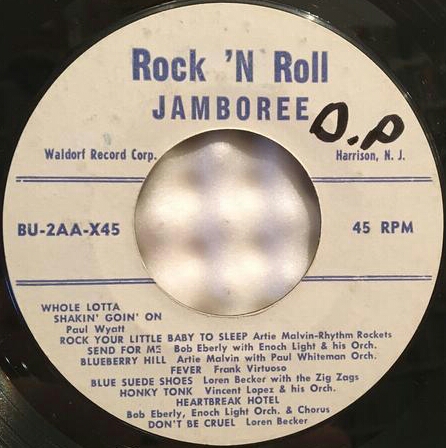 Rock 'N Roll
JAMBOREE
O.P
Waldorf Record Corp.
Harrison, N. J.
BU-2AA-X45
45 RPM
WHOLE LOTTA
SHAKIN' GOIN' ON
Paul Wyatt
ROCK YOUR LITTLE BABY TO SLEEP Artie Malvin-Rhythm Rockets
SEND FOR ME Bob Eberly with Enoch Light & his Orch.
BLUEBERRY HILL Artie Malvin with Paul Whiteman Orch.
FEVER Frank Virtuoso
BLUE SUEDE SHOES Loren Becker with the Zig Zags
HONKY TONK Vincent Lopez & his Orch.
HEARTBREAK HOTEL
Bob Eberly, Enoch Light Orch. & Chorus
DON'T BE CRUEL Loren Becker